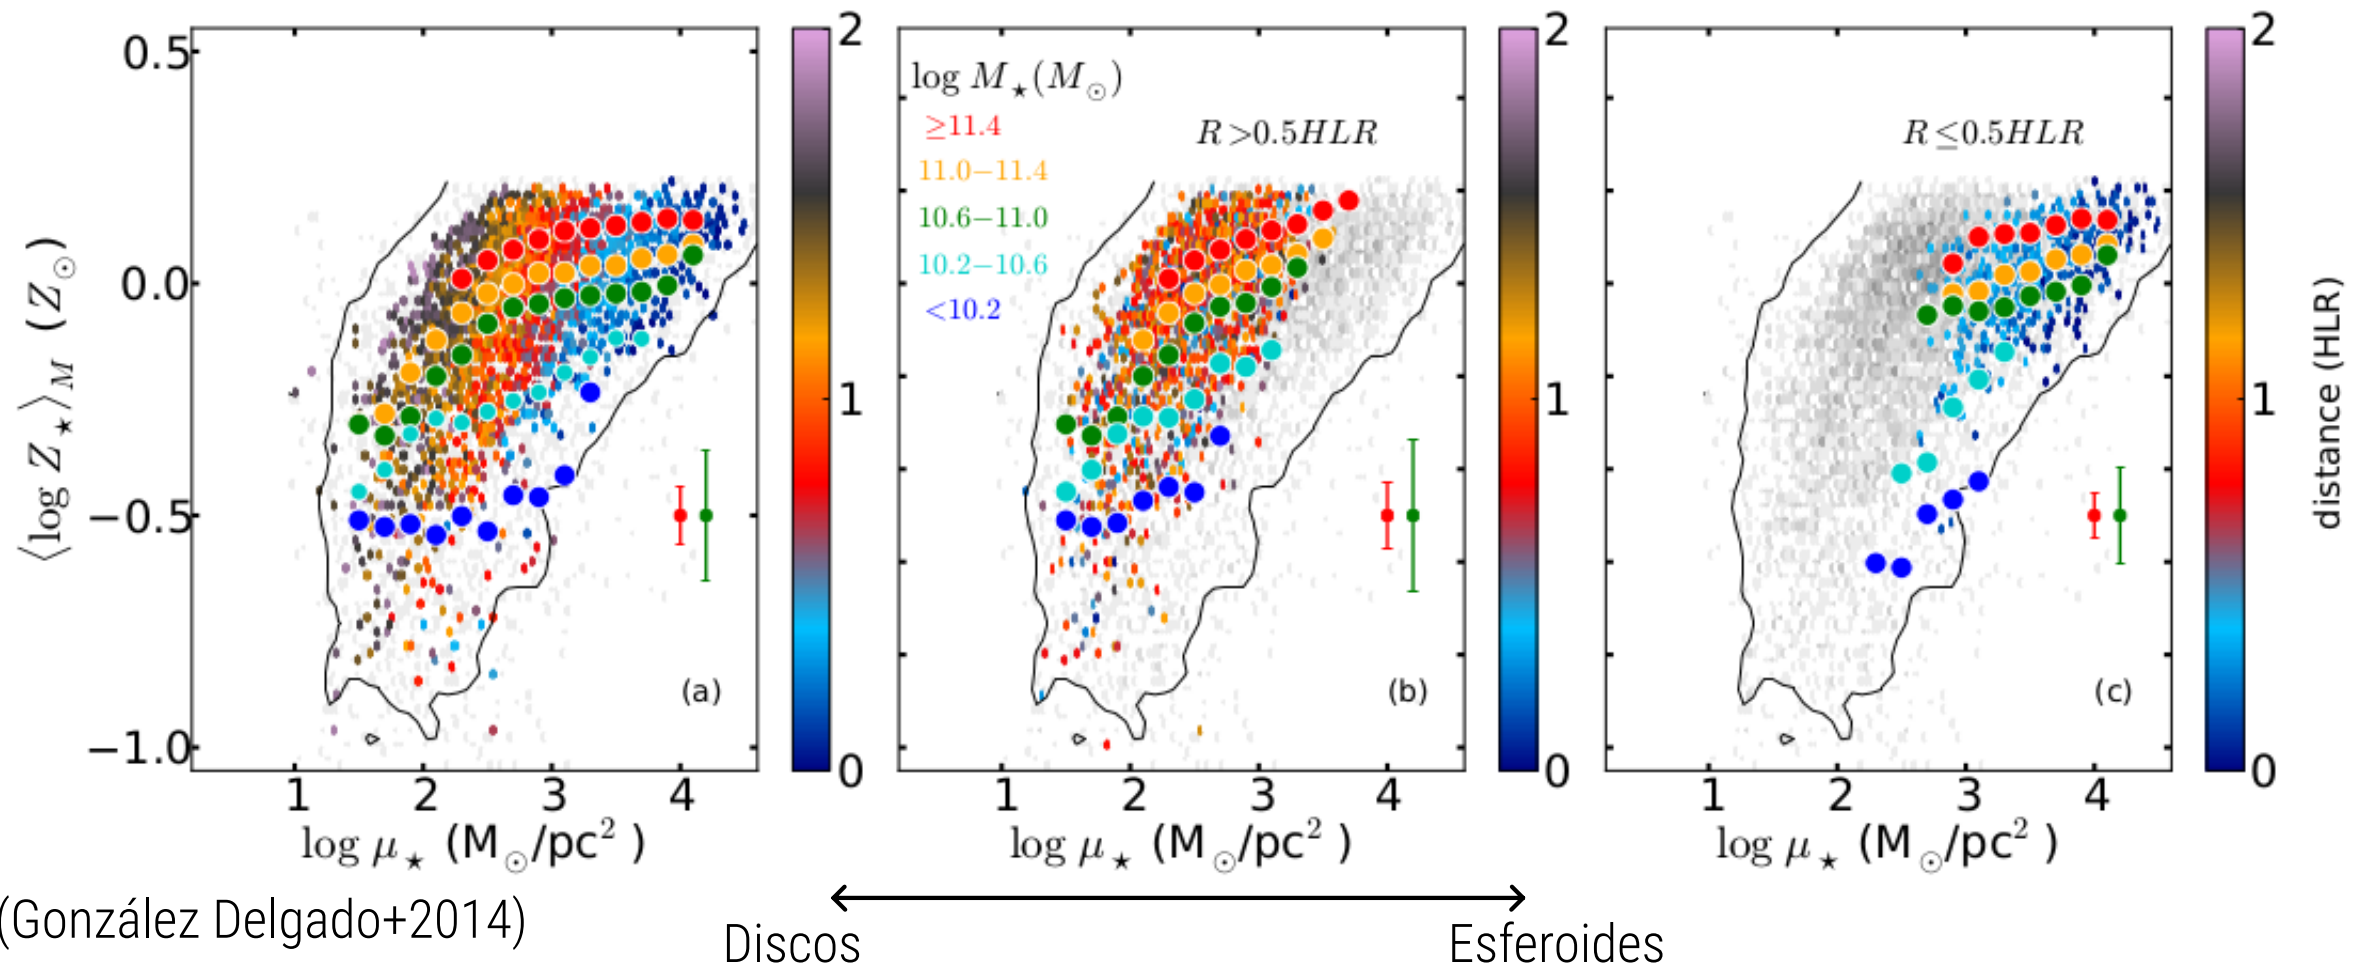 0.5
0.0
−0.5
−1.0
⟨log Z⋆⟩M (Z⊙)
1 2 3 4
log μ⋆ (M⊙/pc²)
(a)
2
1
0
log M⋆(M⊙)
≥11.4
11.0−11.4
10.6−11.0
10.2−10.6
<10.2
R>0.5HLR
(b)
1 2 3 4
log μ⋆ (M⊙/pc²)
2
1
0
R≤0.5HLR
(c)
1 2 3 4
log μ⋆ (M⊙/pc²)
2
1
0
distance (HLR)
(González Delgado+2014)
Discos
Esferoides